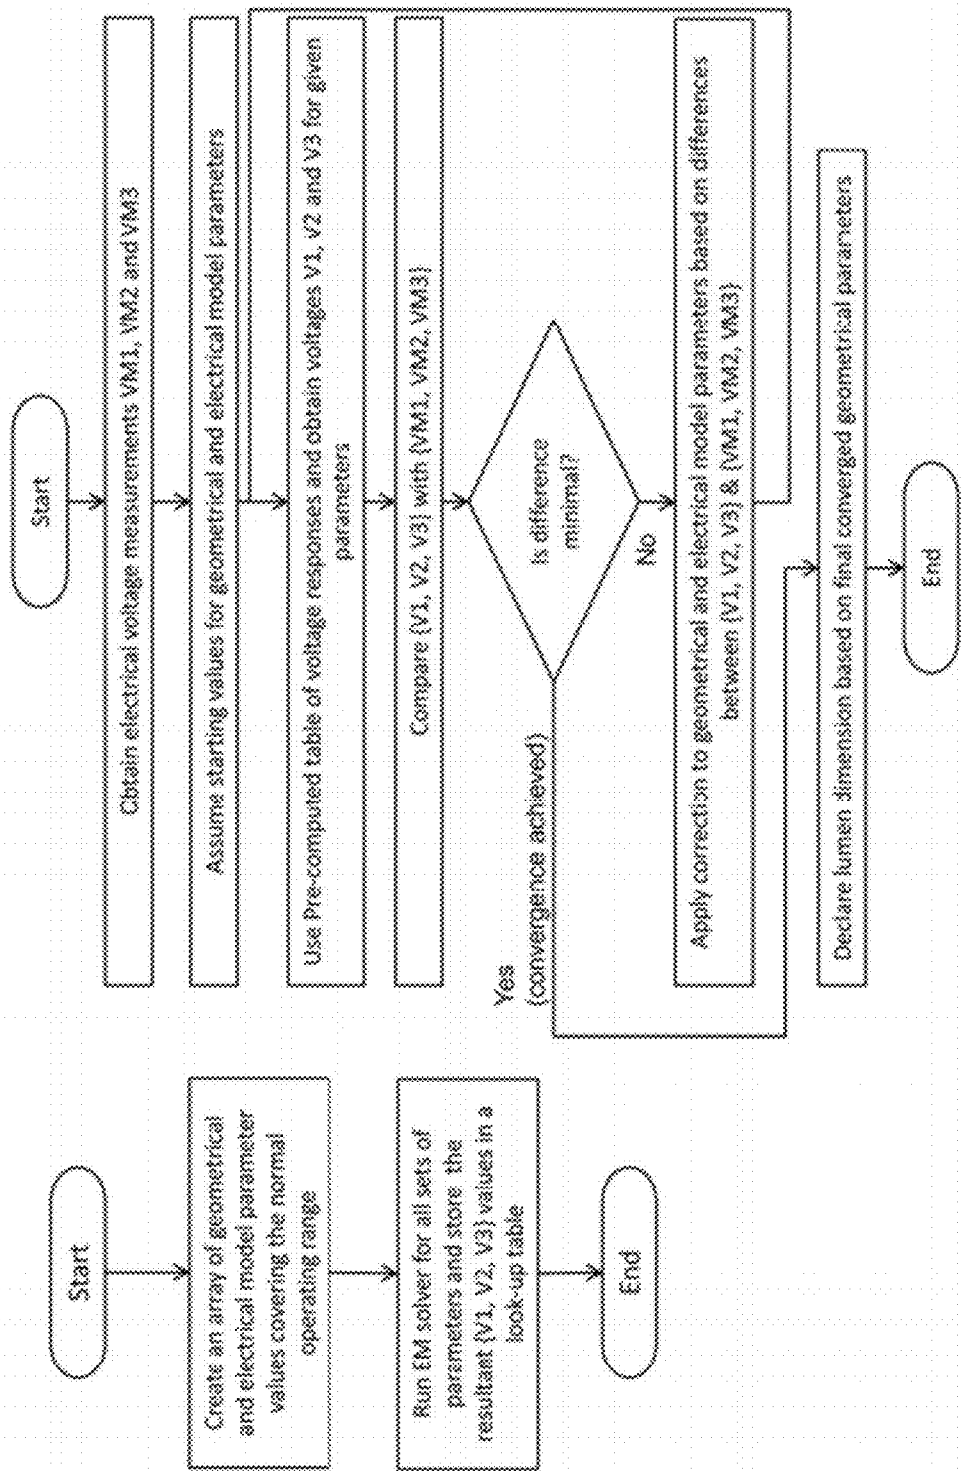 Start
Create an array of geometrical
and electrical model parameter
values covering the normal
operating range
Run EM solver for all sets of
parameters and store the
resultant {V1, V2, V3} values in a
look-up table
End
Start
Obtain electrical voltage measurements VM1, VM2 and VM3
Assume starting values for geometrical and electrical model parameters
Use Pre-computed table of voltage responses and obtain voltages V1, V2 and V3 for given
parameters
Compare {V1, V2, V3} with {VM1, VM2, VM3}
Is difference
minimal?
Yes
(convergence achieved)
No
Apply correction to geometrical and electrical model parameters based on differences
between {V1, V2, V3} & {VM1, VM2, VM3}
Declare lumen dimension based on final converged geometrical parameters
End